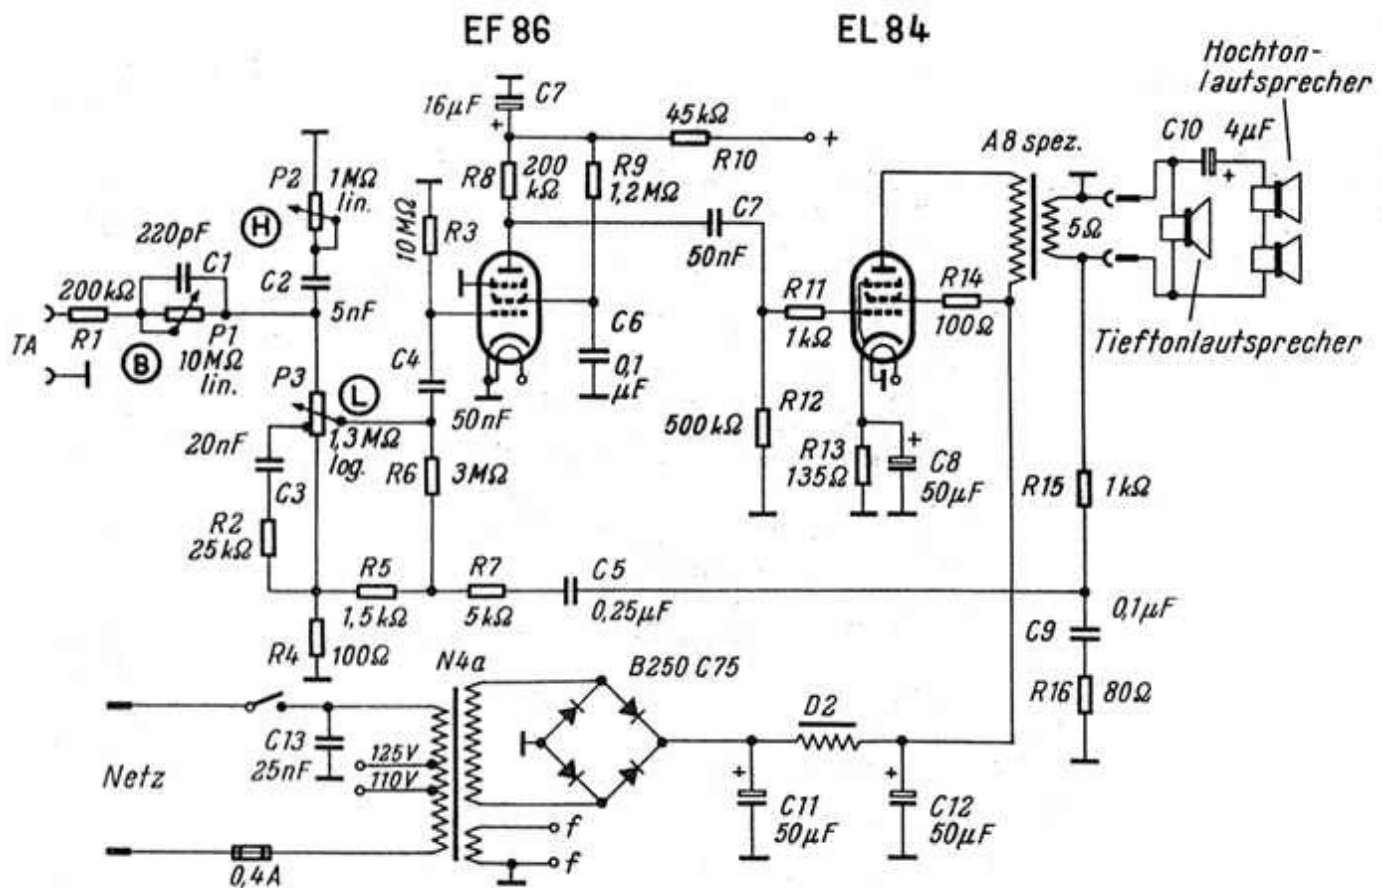 EF 86
EL 84
Hochton-
lautsprecher
16µF
C7
45kΩ
R10
+
+
C10
4µF
+
A8 spez.
P2
1MΩ
lin.
H
R8
200
kΩ
R9
1,2MΩ
10MΩ
R3
C7
50nF
5Ω
220pF
C1
C2
5nF
200kΩ
R1
TA
P1
10MΩ
lin.
B
R11
1kΩ
R14
100Ω
C6
0,1
µF
Tieftonlautsprecher
P3
L
1,3MΩ
log.
C4
50nF
20nF
C3
R6
3MΩ
R12
500kΩ
R13
135Ω
+
C8
50µF
R15
1kΩ
R2
25kΩ
R5
1,5kΩ
R7
5kΩ
C5
0,25µF
0,1µF
C9
R4
100Ω
N4a
B250 C75
R16
80Ω
D2
C13
25nF
125V
110V
Netz
+
C11
50µF
+
C12
50µF
f
f
0,4A